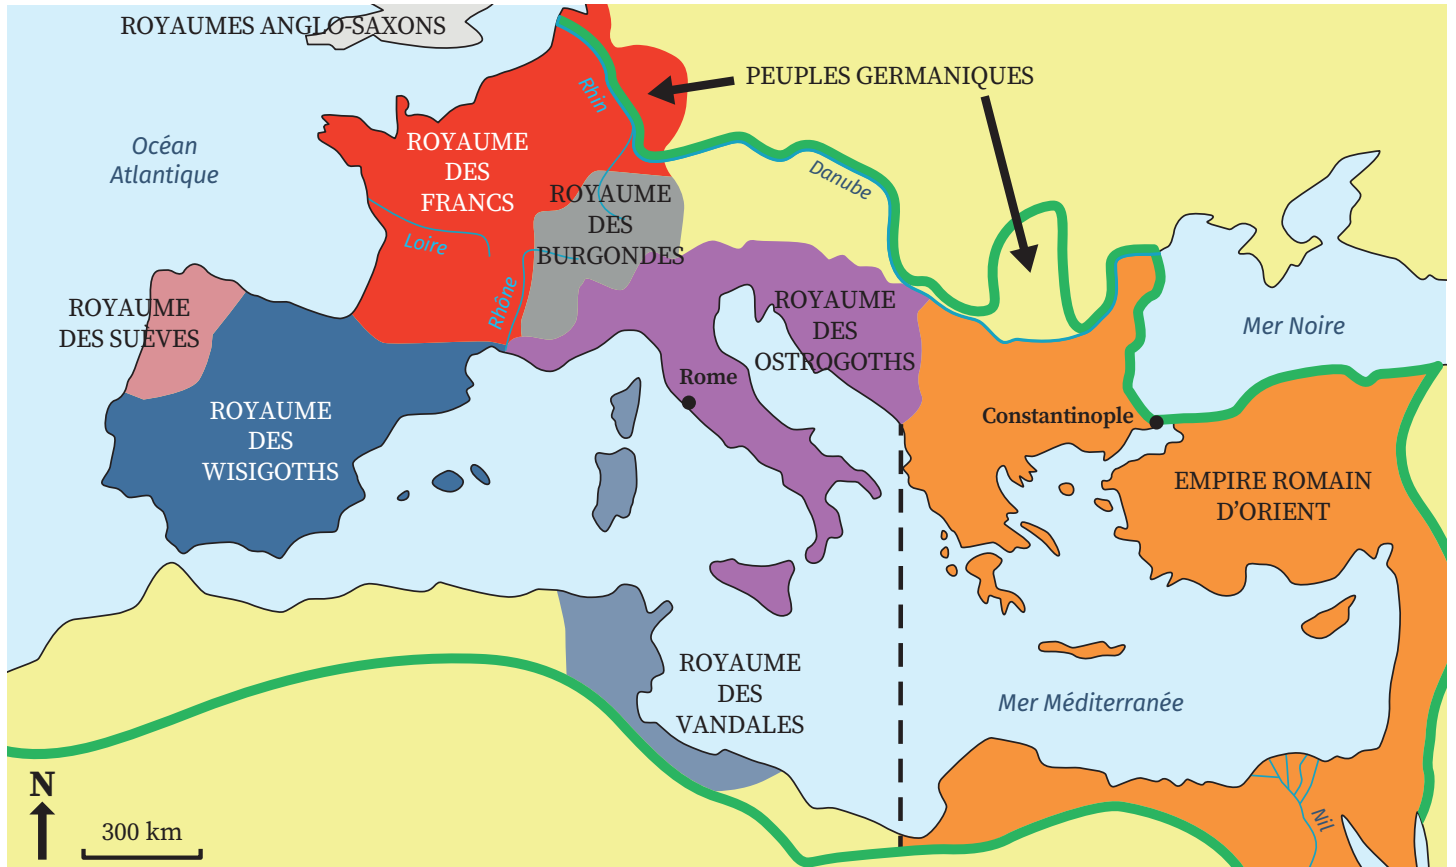 ROYAUMES ANGLO-SAXONS
PEUPLES GERMANIQUES
Rhin
Océan
Atlantique
ROYAUME
DES
FRANCS
Danube
ROYAUME
DES
BURGONDES
Loire
Rhône
ROYAUME
DES SUÈVES
ROYAUME
DES
OSTROGOTHS
Mer Noire
Rome
Constantinople
ROYAUME
DES
WISIGOTHS
EMPIRE ROMAIN
D’ORIENT
ROYAUME
DES
VANDALES
Mer Méditerranée
N
300 km
Nil